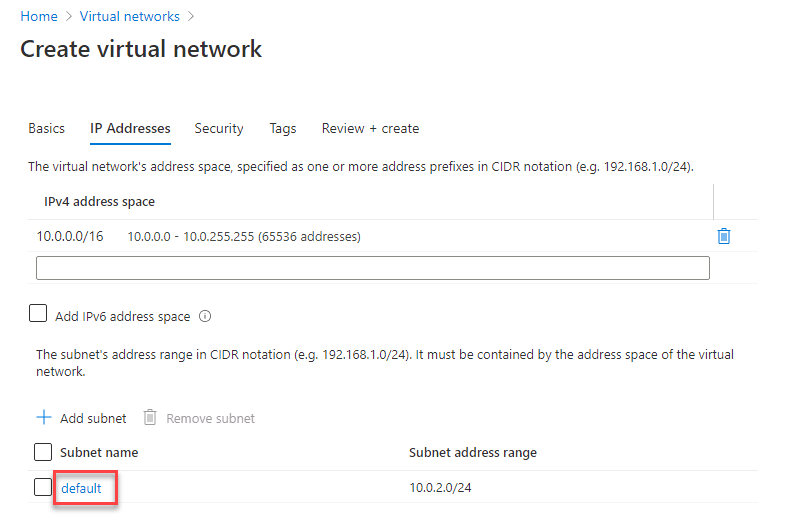 Home > Virtual networks >
Create virtual network
Basics IP Addresses Security Tags Review + create
The virtual network's address space, specified as one or more address prefixes in CIDR notation (e.g. 192.168.1.0/24).
IPv4 address space
10.0.0.0/16 10.0.0.0 - 10.0.255.255 (65536 addresses)
Add IPv6 address space
The subnet's address range in CIDR notation (e.g. 192.168.1.0/24). It must be contained by the address space of the virtual
network.
Add subnet Remove subnet
Subnet name Subnet address range
default 10.0.2.0/24